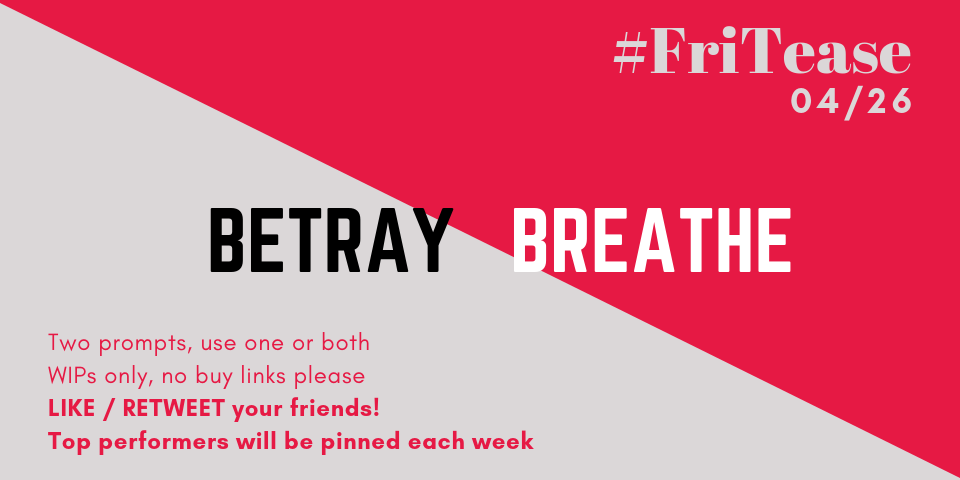 #FriTease
04/26
BETRAY BREATHE
Two prompts, use one or both
WIPs only, no buy links please
LIKE / RETWEET your friends!
Top performers will be pinned each week